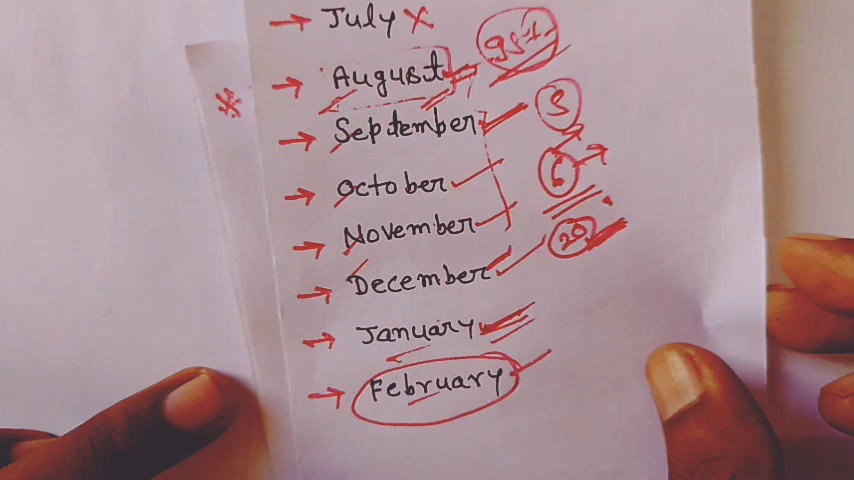 → July ×
→ August 95%
* 
→ September 5
→ October 6
→ November
→ December 20
→ January
→ February